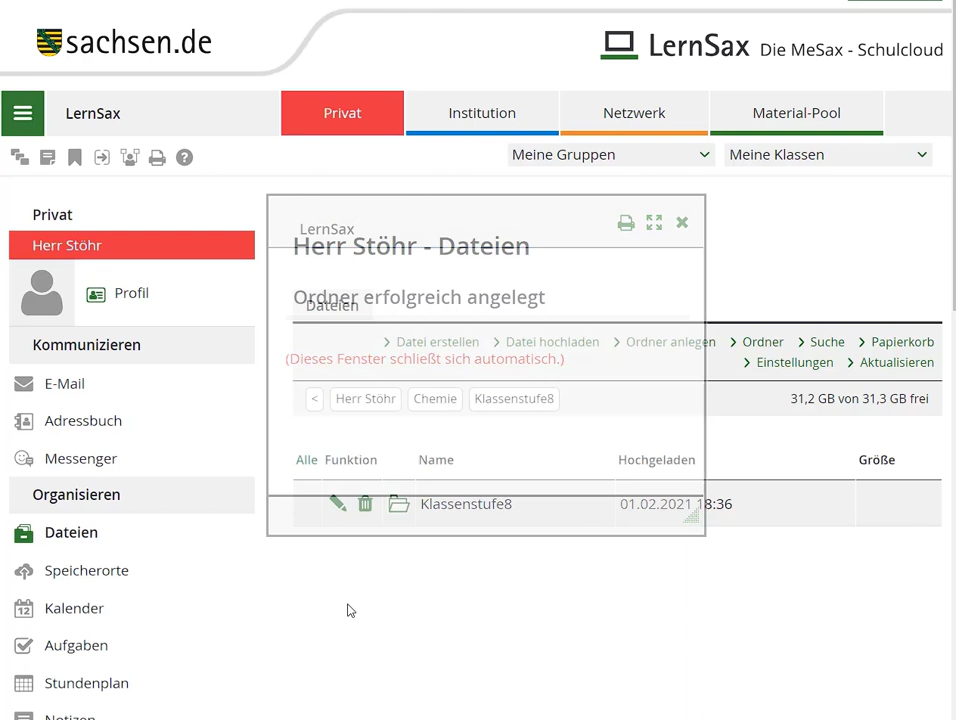 sachsen.de
LernSax Die MeSax - Schulcloud
LernSax
Privat
Institution
Netzwerk
Material-Pool
Meine Gruppen
Meine Klassen
Privat
Herr Stöhr
Profil
Kommunizieren
E-Mail
Adressbuch
Messenger
Organisieren
Dateien
Speicherorte
12 Kalender
Aufgaben
Stundenplan
Notizen
LernSax
Herr Stöhr - Dateien
Ordner erfolgreich angelegt
Dateien
Datei erstellen Datei hochladen Ordner anlegen Ordner Suche Papierkorb
(Dieses Fenster schließt sich automatisch.)
Einstellungen Aktualisieren
< Herr Stöhr Chemie Klassenstufe8 31,2 GB von 31,3 GB frei
Alle Funktion Name Hochgeladen Größe
Klassenstufe8 01.02.2021 18:36